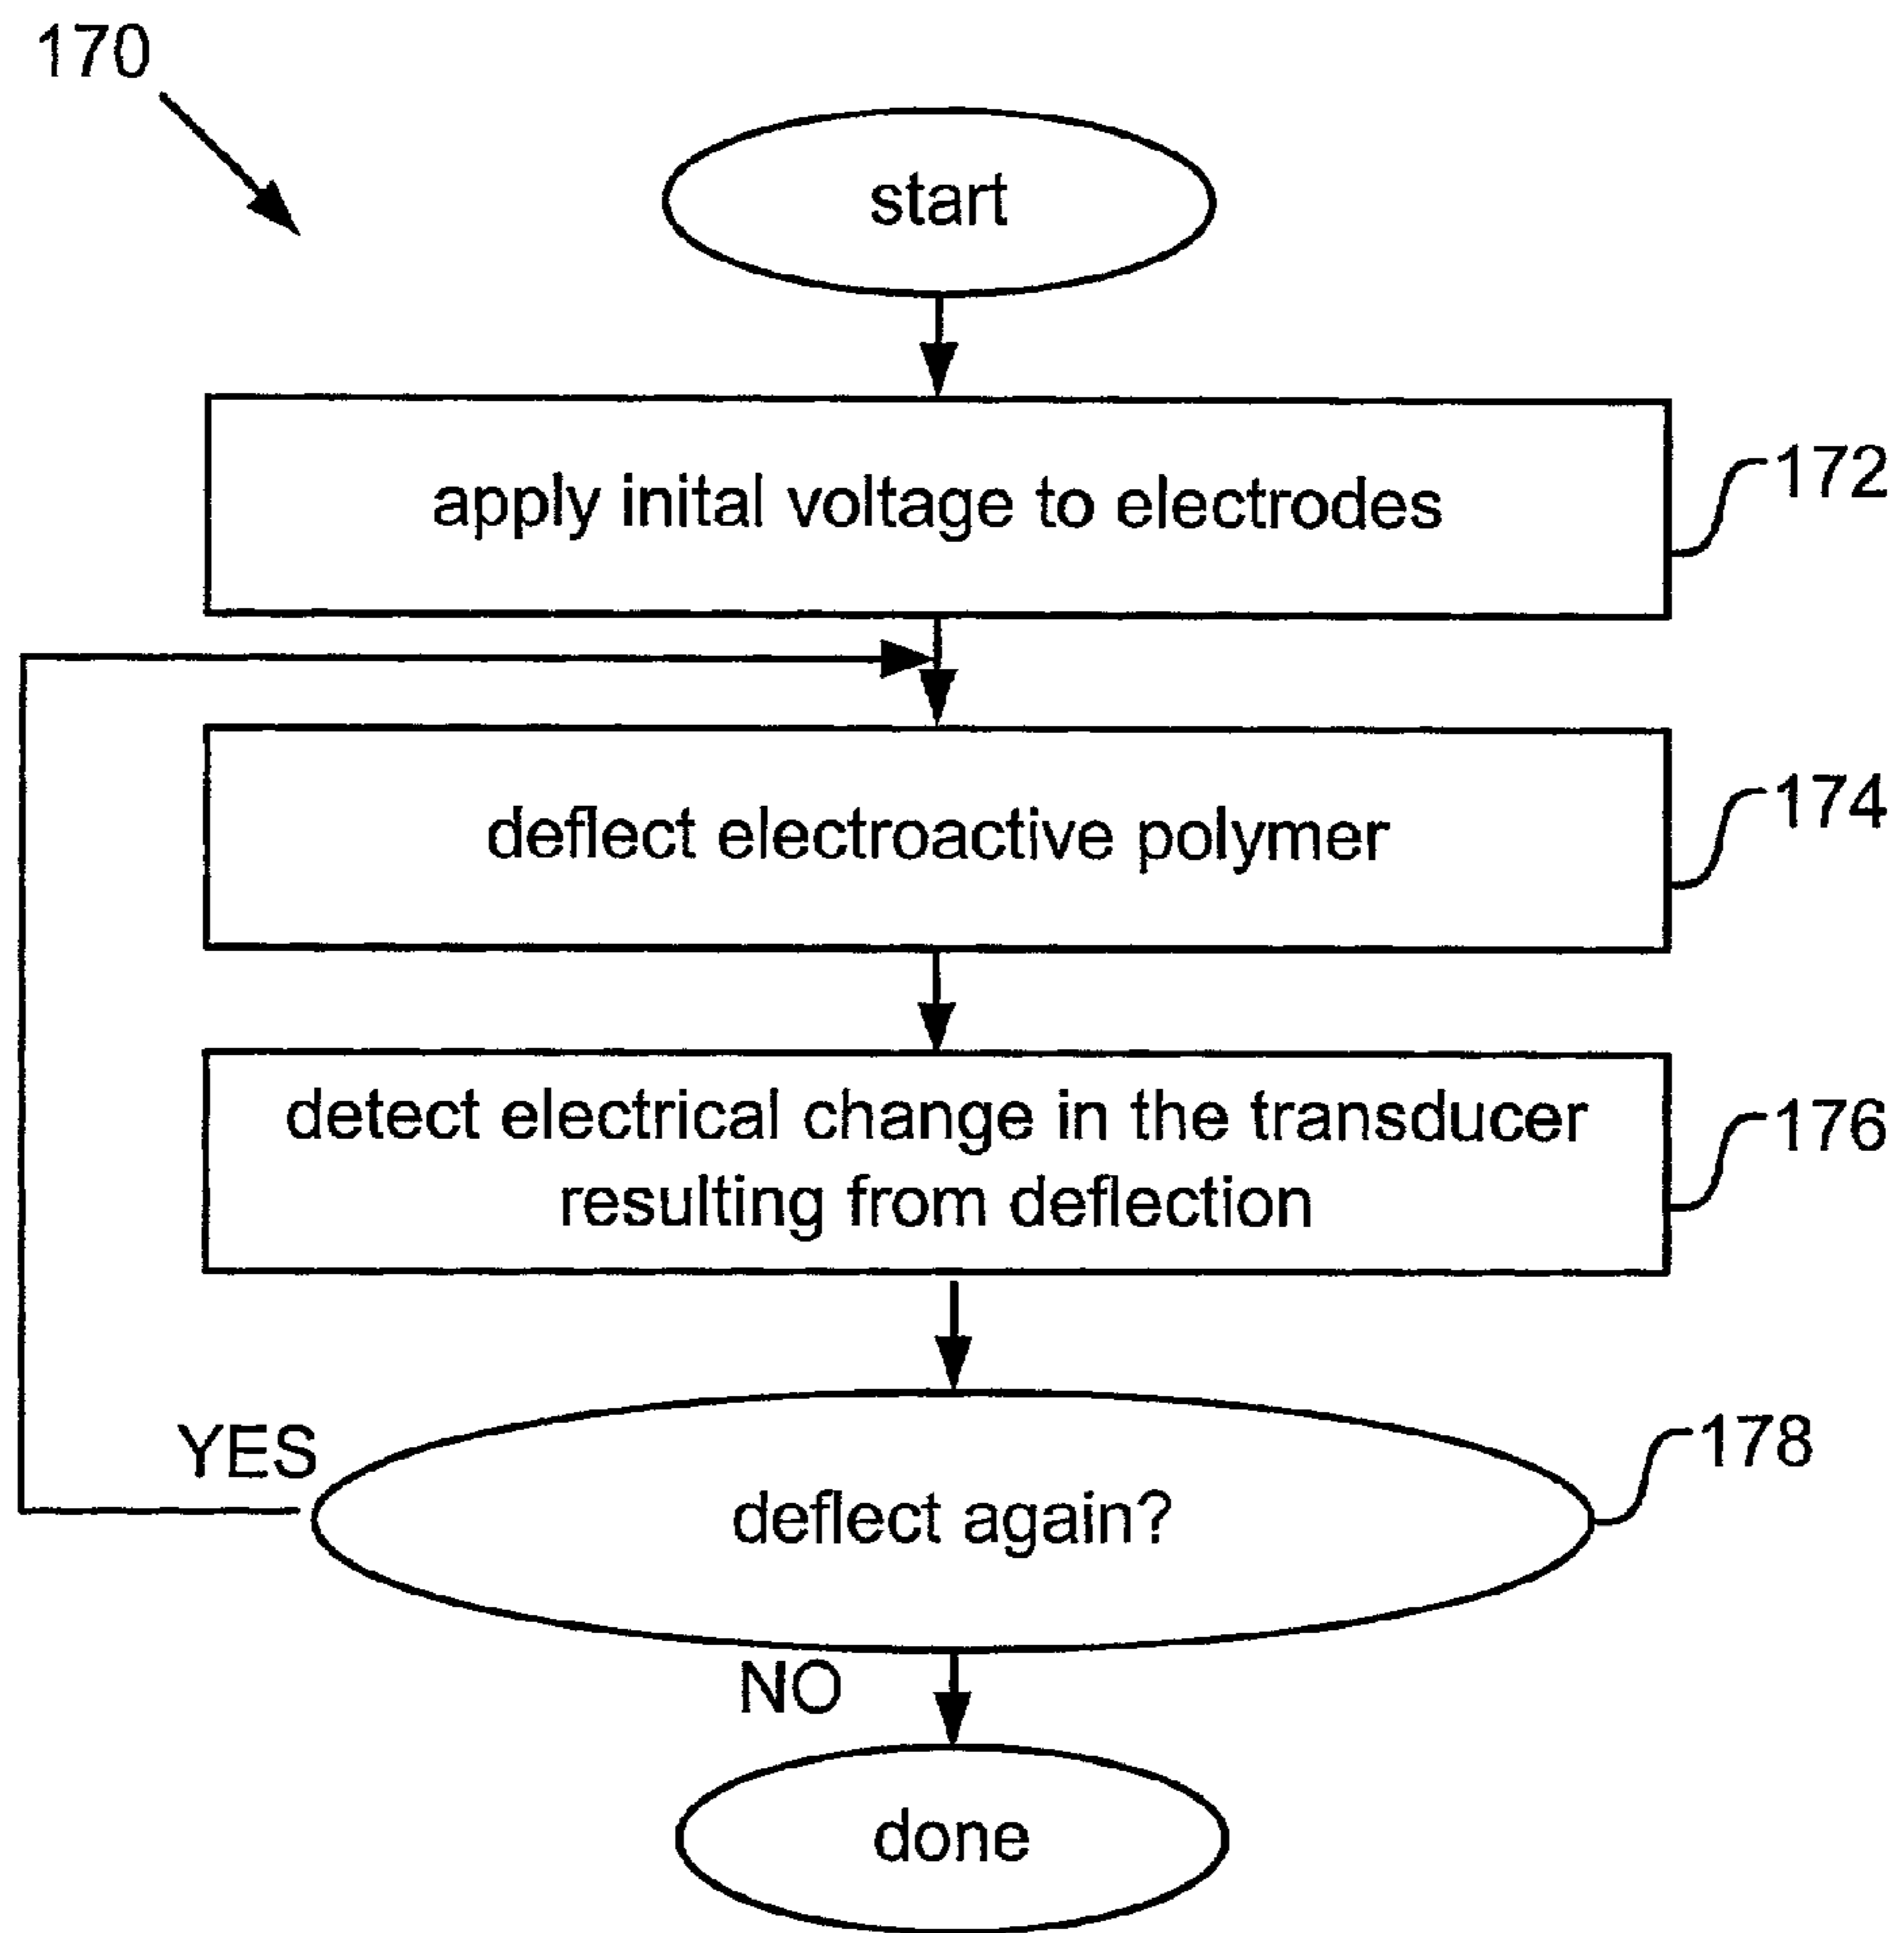 170
start
apply inital voltage to electrodes
172
deflect electroactive polymer
174
detect electrical change in the transducer
resulting from deflection
176
YES
deflect again?
178
NO
done